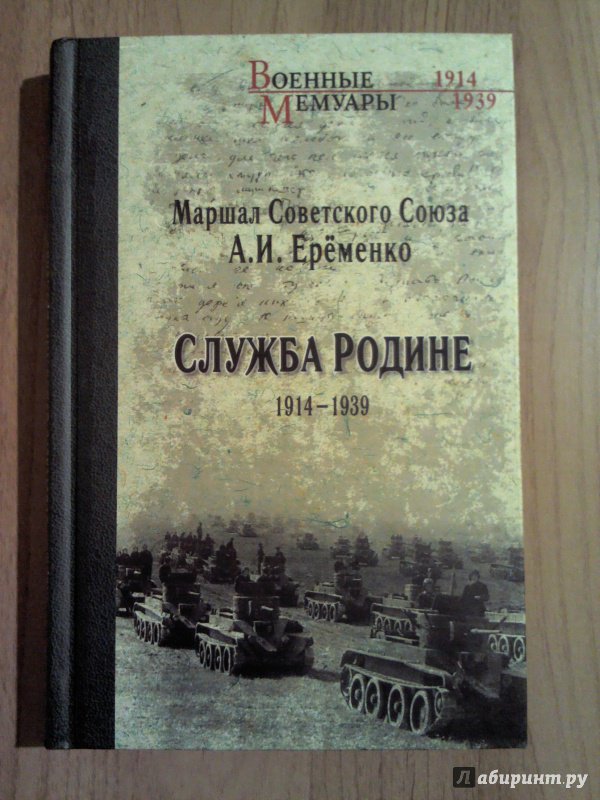 Военные 1914
Мемуары 1939
Маршал Советского Союза
А.И. Ерёменко
Служба Родине
1914–1939
Лабиринт.ру